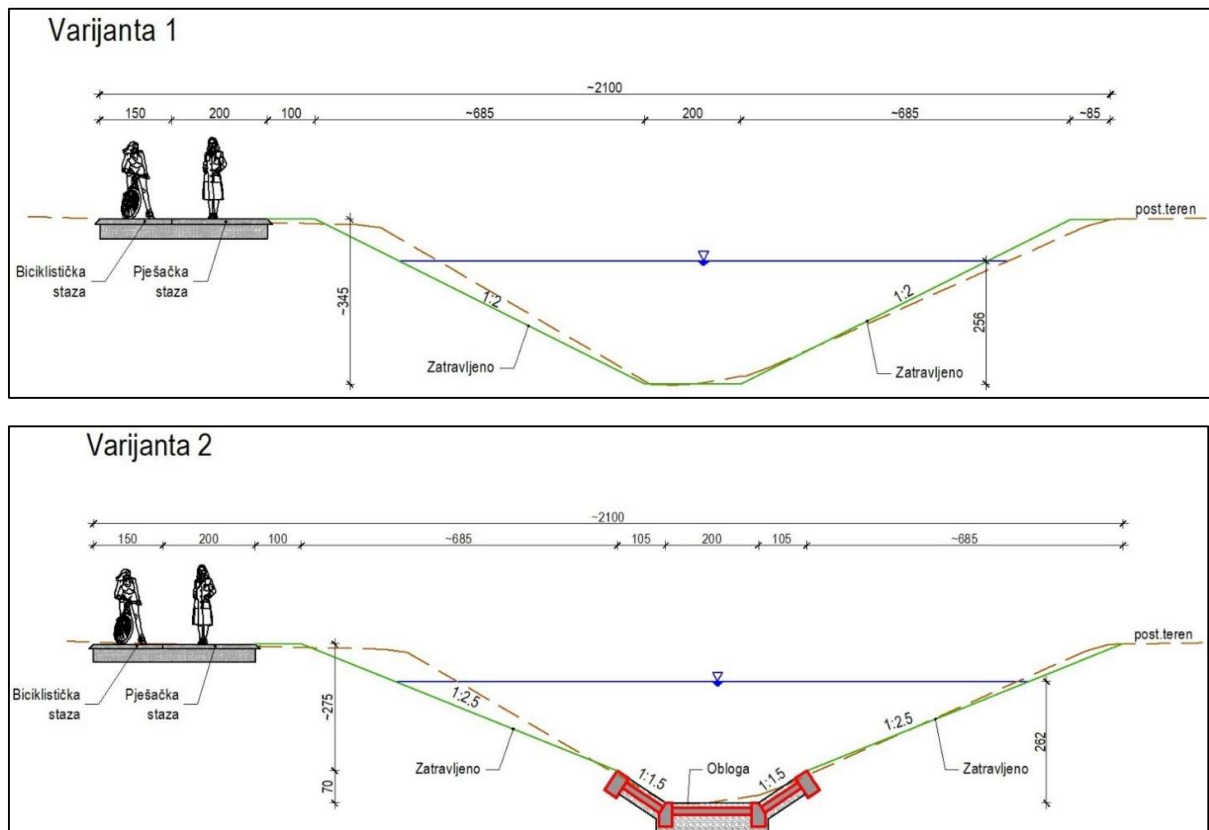 Varijanta 1
~2100
150 200 100 ~685 200 ~685 ~85
post.teren
Biciklistička
staza
Pješačka
staza
~345
1:2
1:2
256
Zatravljeno
Zatravljeno
Varijanta 2
~2100
150 200 100 ~685 105 200 105 ~685
post.teren
Biciklistička
staza
Pješačka
staza
~275
70
1:2.5
1:2.5
262
Zatravljeno
1:1.5
Obloga
1:1.5
Zatravljeno